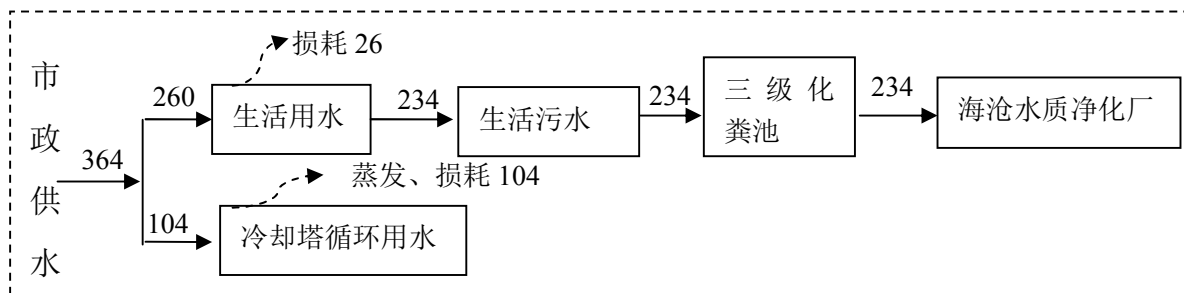 市政供水
364
260
损耗 26
生活用水
234
生活污水
234
三级化
粪池
234
海沧水质净化厂
104
蒸发、损耗 104
冷却塔循环用水